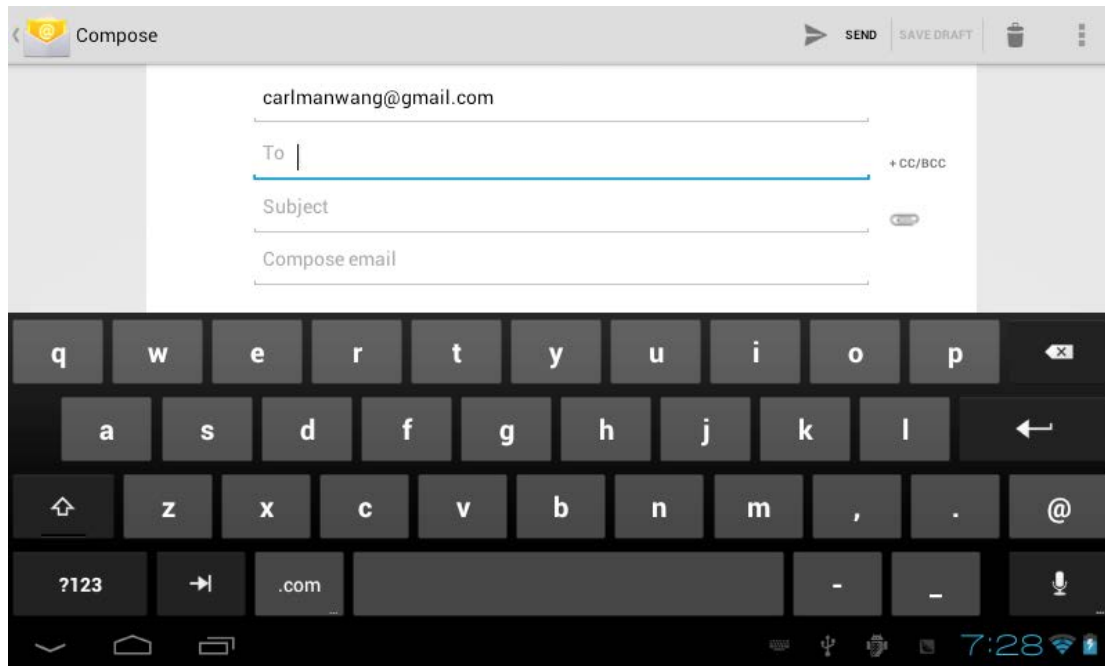 Compose SEND SAVE DRAFT
carlmanwang@gmail.com
To
+ CC/BCC
Subject
Compose email
q w e r t y u i o p
a s d f g h j k l
z x c v b n m , . @
?123 .com - _
7:28